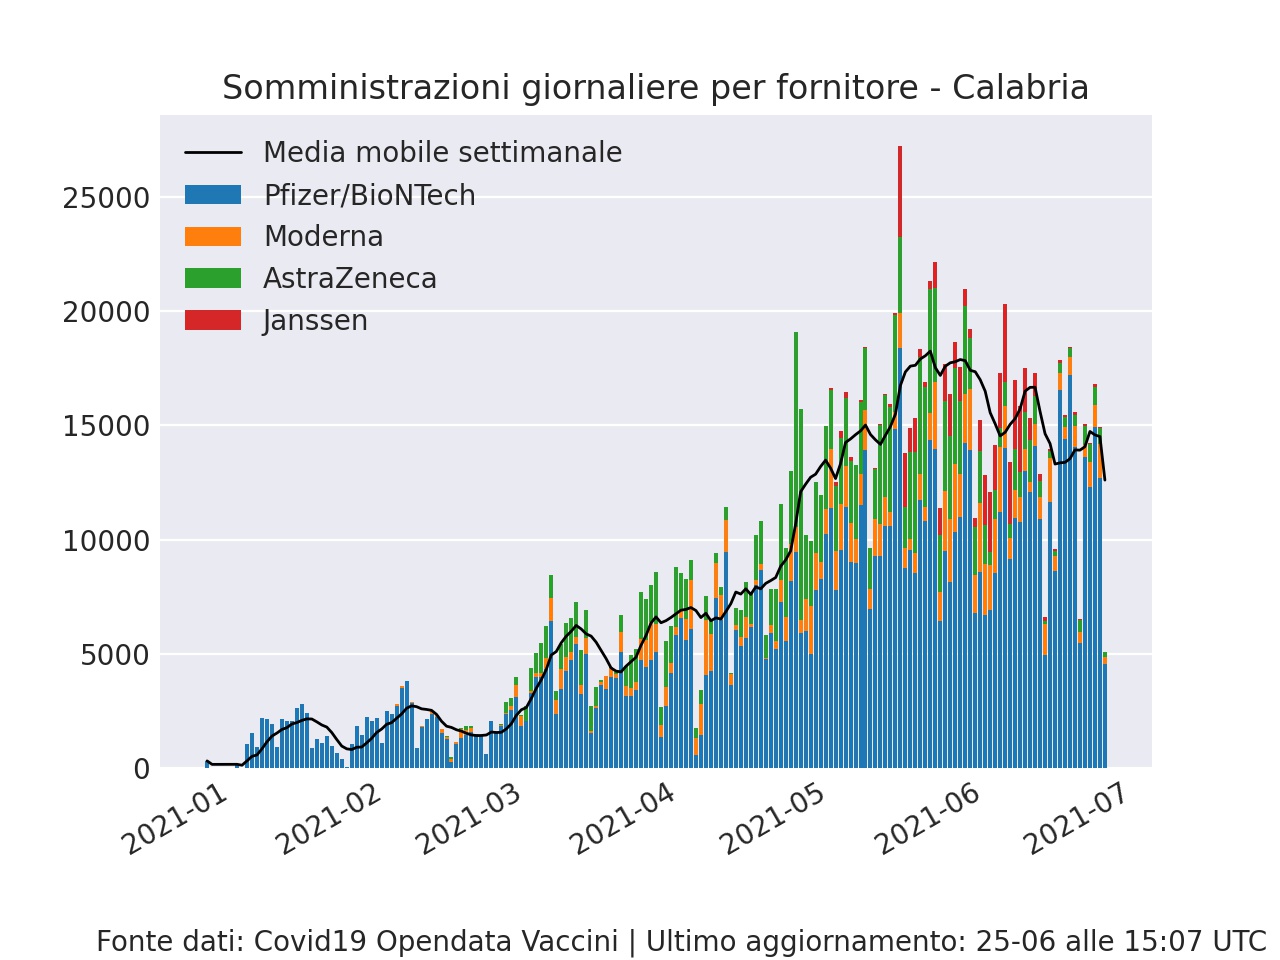 Somministrazioni giornaliere per fornitore - Calabria
Media mobile settimanale
Pfizer/BioNTech
Moderna
AstraZeneca
Janssen
25000
20000
15000
10000
5000
0
2021-01
2021-02
2021-03
2021-04
2021-05
2021-06
2021-07
Fonte dati: Covid19 Opendata Vaccini | Ultimo aggiornamento: 25-06 alle 15:07 UTC